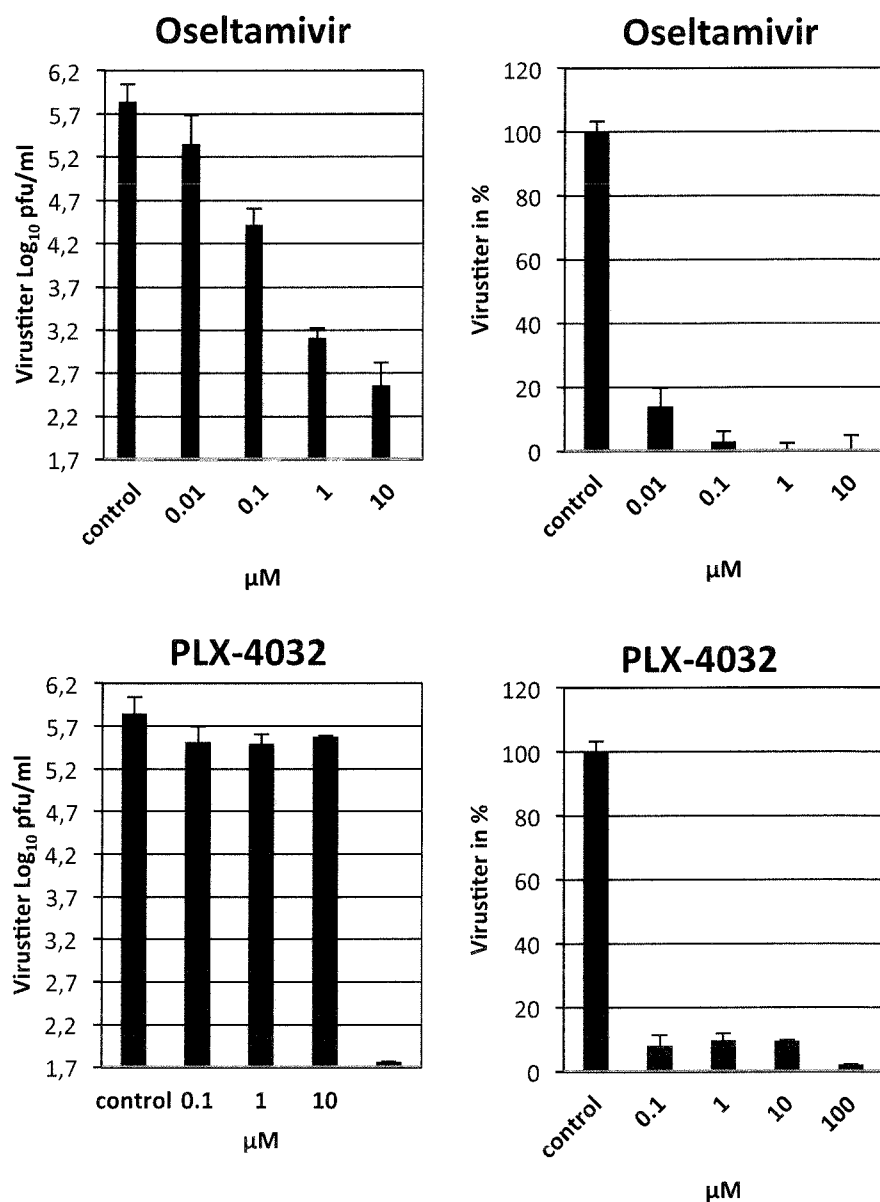 Oseltamivir
Virustiter Log₁₀ pfu/ml
6,2
5,7
5,2
4,7
4,2
3,7
3,2
2,7
2,2
1,7
control 0.01 0.1 1 10
µM
Oseltamivir
Virustiter in %
120
100
80
60
40
20
0
control 0.01 0.1 1 10
µM
PLX-4032
Virustiter Log₁₀ pfu/ml
6,2
5,7
5,2
4,7
4,2
3,7
3,2
2,7
2,2
1,7
control 0.1 1 10
µM
PLX-4032
Virustiter in %
120
100
80
60
40
20
0
control 0.1 1 10 100
µM